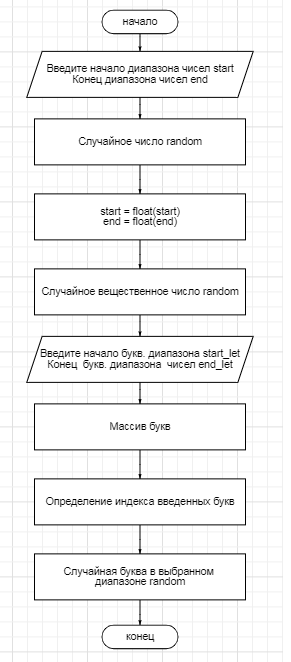 начало
Введите начало диапазона чисел start
Конец диапазона чисел end
Случайное число random
start = float(start)
end = float(end)
Случайное вещественное число random
Введите начало букв. диапазона start_let
Конец букв. диапазона чисел end_let
Массив букв
Определение индекса введенных букв
Случайная буква в выбранном
диапазоне random
конец